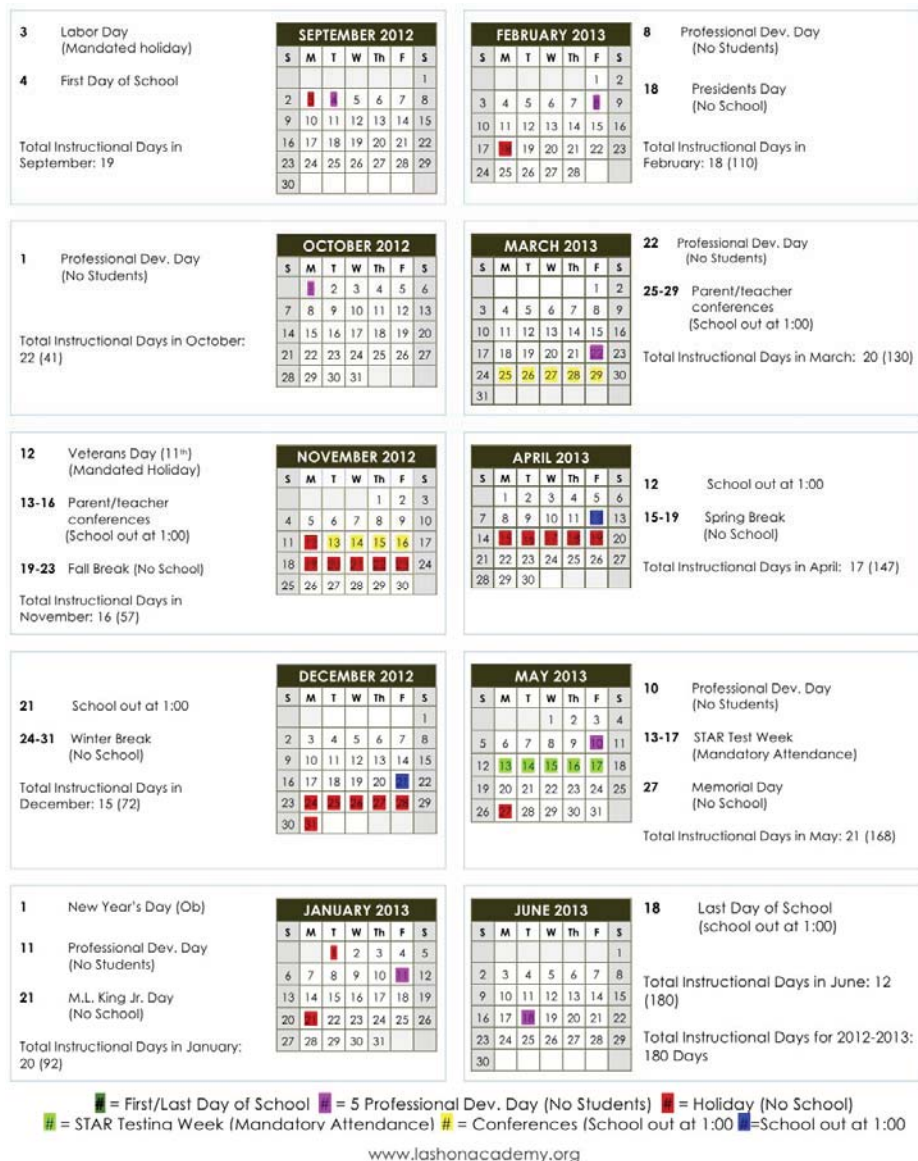 3 Labor Day
(Mandated holiday)
4 First Day of School
Total Instructional Days in
September: 19
SEPTEMBER 2012
S M T W Th F S
1
2 3 4 5 6 7 8
9 10 11 12 13 14 15
16 17 18 19 20 21 22
23 24 25 26 27 28 29
30
1 Professional Dev. Day
(No Students)
Total Instructional Days in October:
22 (41)
OCTOBER 2012
S M T W Th F S
1 2 3 4 5 6
7 8 9 10 11 12 13
14 15 16 17 18 19 20
21 22 23 24 25 26 27
28 29 30 31
12 Veterans Day (11th)
(Mandated Holiday)
13-16 Parent/teacher
conferences
(School out at 1:00)
19-23 Fall Break (No School)
Total Instructional Days in
November: 16 (57)
NOVEMBER 2012
S M T W Th F S
1 2 3
4 5 6 7 8 9 10
11 12 13 14 15 16 17
18 19 20 21 22 23 24
25 26 27 28 29 30
21 School out at 1:00
24-31 Winter Break
(No School)
Total Instructional Days in
December: 15 (72)
DECEMBER 2012
S M T W Th F S
1
2 3 4 5 6 7 8
9 10 11 12 13 14 15
16 17 18 19 20 21 22
23 24 25 26 27 28 29
30 31
1 New Year's Day (Ob)
11 Professional Dev. Day
(No Students)
21 M.L. King Jr. Day
(No School)
Total Instructional Days in January:
20 (92)
JANUARY 2013
S M T W Th F S
1 2 3 4 5
6 7 8 9 10 11 12
13 14 15 16 17 18 19
20 21 22 23 24 25 26
27 28 29 30 31
FEBRUARY 2013
S M T W Th F S
1 2
3 4 5 6 7 8 9
10 11 12 13 14 15 16
17 18 19 20 21 22 23
24 25 26 27 28
8 Professional Dev. Day
(No Students)
18 Presidents Day
(No School)
Total Instructional Days in
February: 18 (110)
MARCH 2013
S M T W Th F S
1 2
3 4 5 6 7 8 9
10 11 12 13 14 15 16
17 18 19 20 21 22 23
24 25 26 27 28 29 30
31
22 Professional Dev. Day
(No Students)
25-29 Parent/teacher
conferences
(School out at 1:00)
Total Instructional Days in March: 20 (130)
APRIL 2013
S M T W Th F S
1 2 3 4 5 6
7 8 9 10 11 12 13
14 15 16 17 18 19 20
21 22 23 24 25 26 27
28 29 30
12 School out at 1:00
15-19 Spring Break
(No School)
Total Instructional Days in April: 17 (147)
MAY 2013
S M T W Th F S
1 2 3 4
5 6 7 8 9 10 11
12 13 14 15 16 17 18
19 20 21 22 23 24 25
26 27 28 29 30 31
10 Professional Dev. Day
(No Students)
13-17 STAR Test Week
(Mandatory Attendance)
27 Memorial Day
(No School)
Total Instructional Days in May: 21 (168)
JUNE 2013
S M T W Th F S
1
2 3 4 5 6 7 8
9 10 11 12 13 14 15
16 17 18 19 20 21 22
23 24 25 26 27 28 29
30
18 Last Day of School
(school out at 1:00)
Total Instructional Days in June: 12
(180)
Total Instructional Days for 2012-2013:
180 Days
# = First/Last Day of School # = 5 Professional Dev. Day (No Students) # = Holiday (No School)
# = STAR Testing Week (Mandatory Attendance) # = Conferences (School out at 1:00 #=School out at 1:00
www.lashonacademy.org